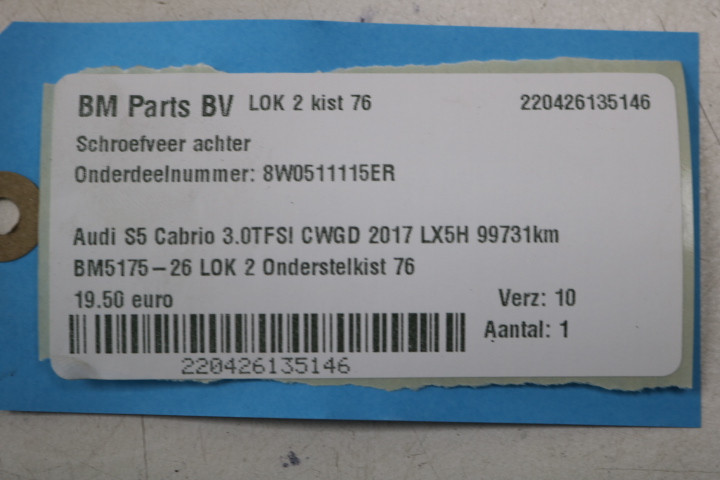 BM Parts BV LOK 2 kist 76 220426135146
Schroefveer achter
Onderdeelnummer: 8W0511115ER
Audi S5 Cabrio 3.0TFSI CWGD 2017 LX5H 99731km
BM5175-26 LOK 2 Onderstelkist 76
19.50 euro Verz: 10
Aantal: 1
220426135146